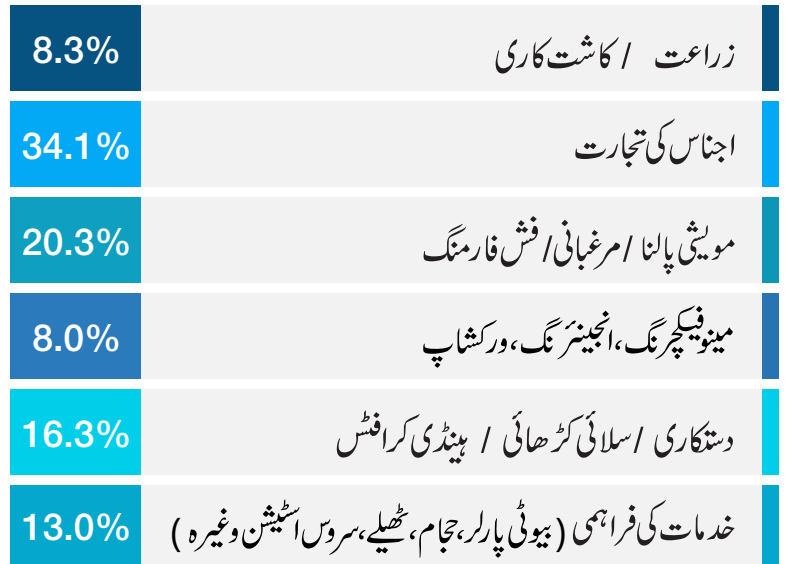 زراعت / کاشت کاری 8.3%
اجناس کی تجارت 34.1%
مویشی پالنا / مرغبانی / فش فارمنگ 20.3%
مینوفیکچرنگ، انجینئرنگ، ورکشاپ 8.0%
دستکاری / سلائی کڑھائی / ہینڈی کرافٹس 16.3%
خدمات کی فراہمی (بیوٹی پارلر، حجام، ٹھیلے، سروس اسٹیشن وغیرہ) 13.0%